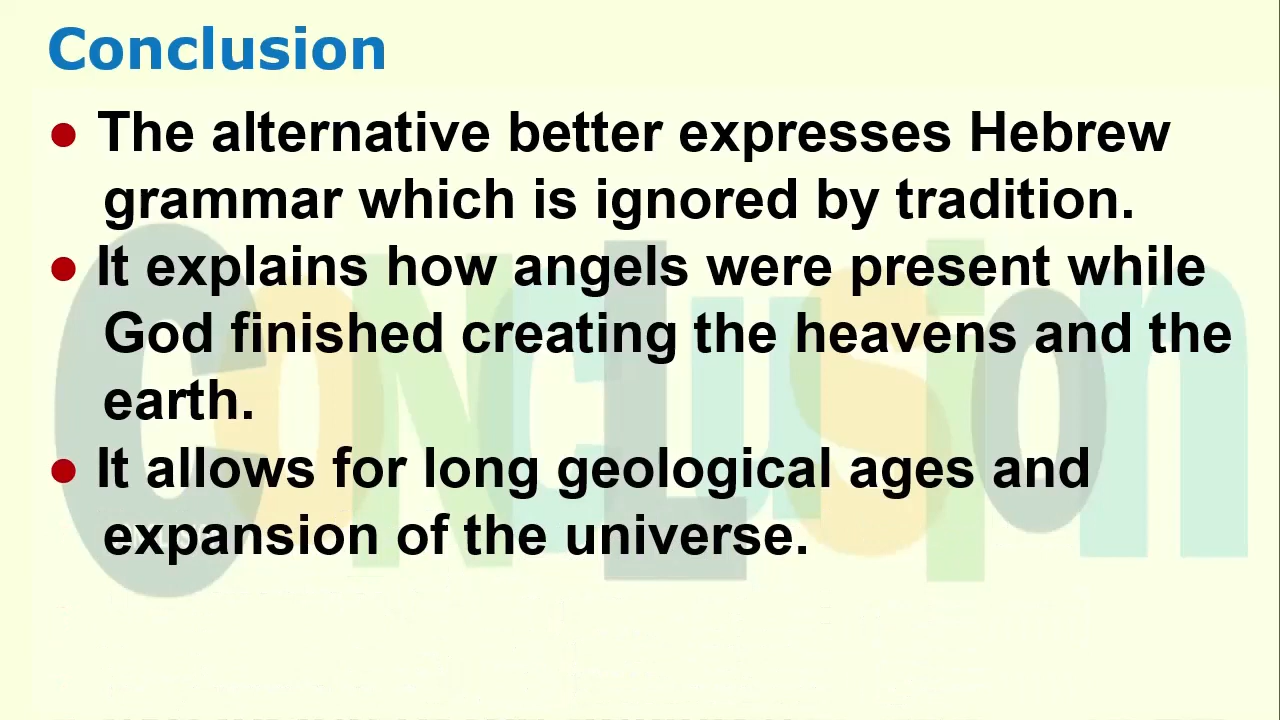 Conclusion
● The alternative better expresses Hebrew
grammar which is ignored by tradition.
● It explains how angels were present while
God finished creating the heavens and the
earth.
● It allows for long geological ages and
expansion of the universe.
CONCLUSION